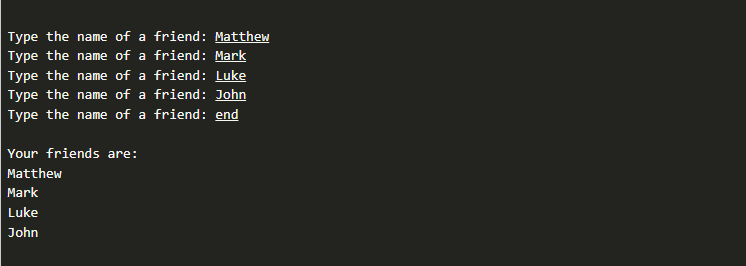 Type the name of a friend: Matthew
Type the name of a friend: Mark
Type the name of a friend: Luke
Type the name of a friend: John
Type the name of a friend: end
Your friends are:
Matthew
Mark
Luke
John